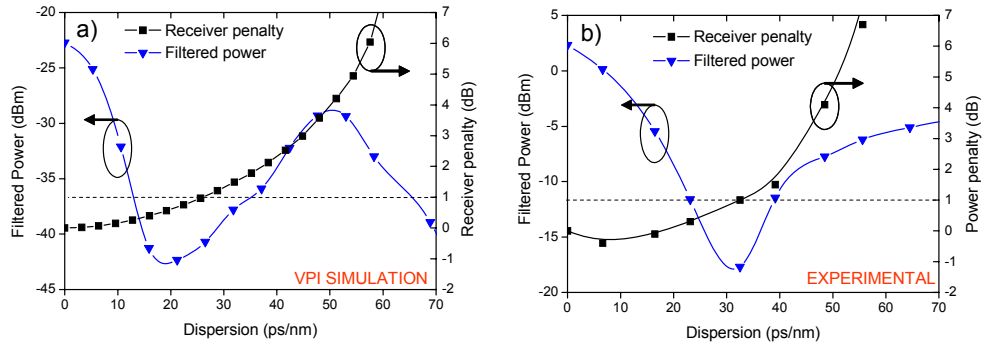 a)
Receiver penalty
Filtered power
VPI SIMULATION
Filtered Power (dBm)
-20
-25
-30
-35
-40
-45
Receiver penalty (dB)
7
6
5
4
3
2
1
0
-1
-2
0 10 20 30 40 50 60 70
Dispersion (ps/nm)
b)
Receiver penalty
Filtered power
EXPERIMENTAL
Filtered Power (dBm)
5
0
-5
-10
-15
-20
Power penalty (dB)
7
6
5
4
3
2
1
0
-1
-2
0 10 20 30 40 50 60 70
Dispersion (ps/nm)